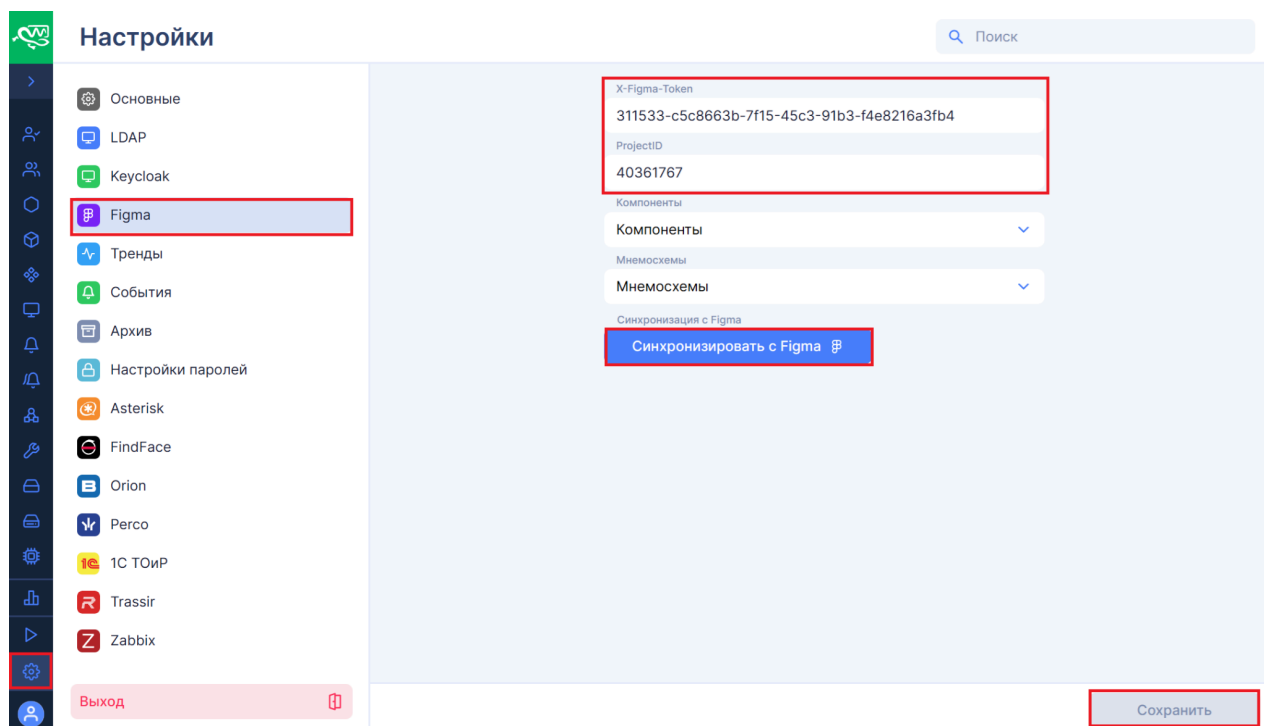 Настройки
Поиск
Основные
LDAP
Keycloak
Figma
Тренды
События
Архив
Настройки паролей
Asterisk
FindFace
Orion
Perco
1С ТОиР
Trassir
Zabbix
Выход
X-Figma-Token
311533-c5c8663b-7f15-45c3-91b3-f4e8216a3fb4
ProjectID
40361767
Компоненты
Компоненты
Мнемосхемы
Мнемосхемы
Синхронизация с Figma
Синхронизировать с Figma
Сохранить